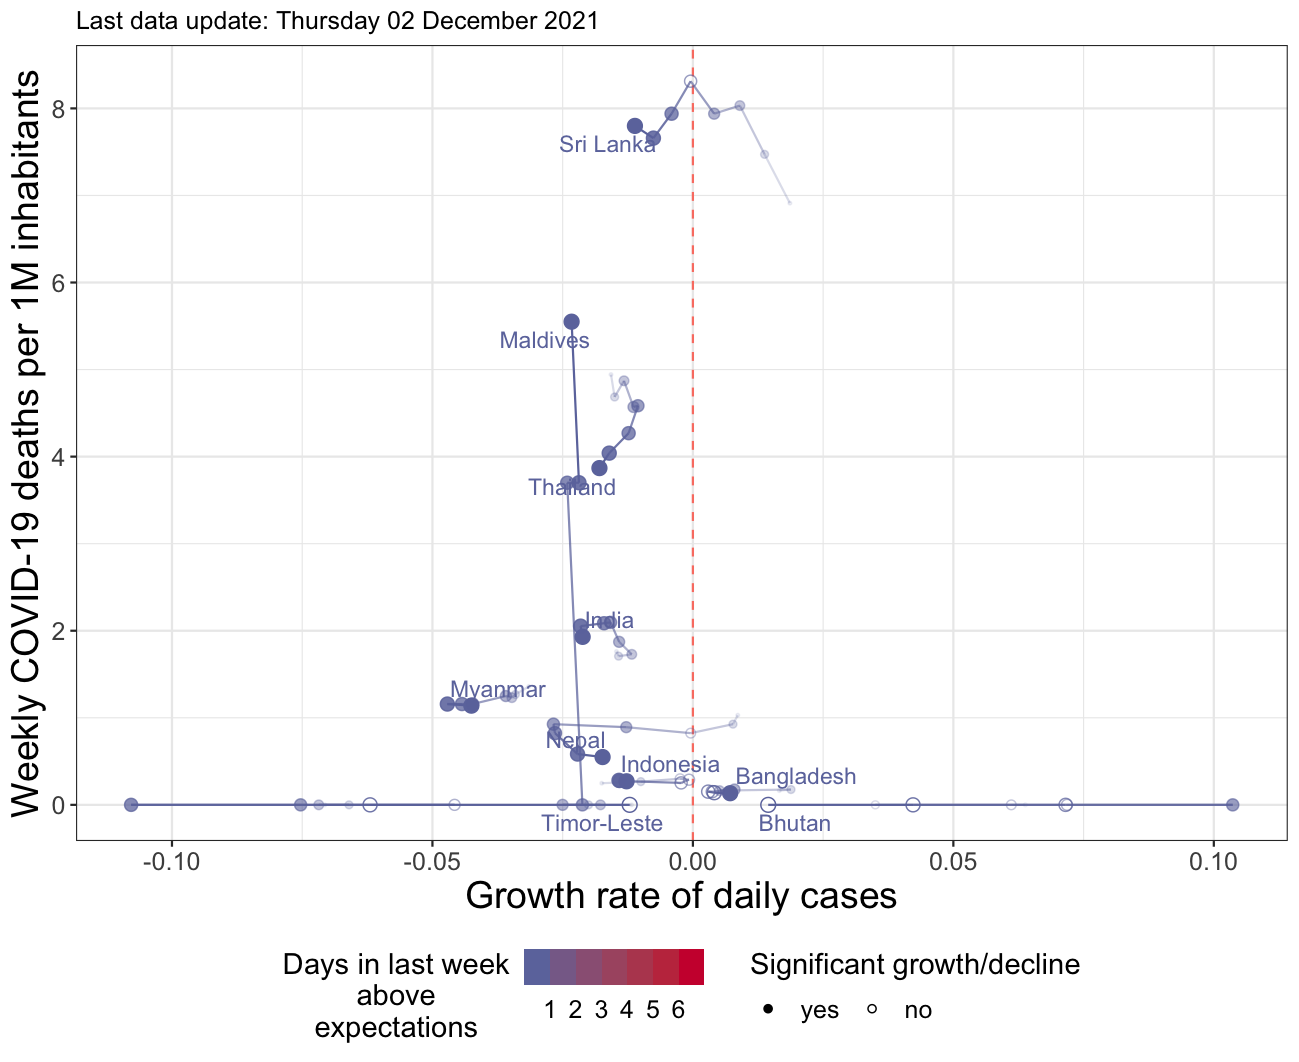 Last data update: Thursday 02 December 2021
Weekly COVID-19 deaths per 1M inhabitants
8
6
4
2
0
Sri Lanka
Maldives
Thailand
India
Myanmar
Nepal
Indonesia
Bangladesh
Timor-Leste
Bhutan
-0.10
-0.05
0.00
0.05
0.10
Growth rate of daily cases
Days in last week
above
expectations
1 2 3 4 5 6
Significant growth/decline
yes
no